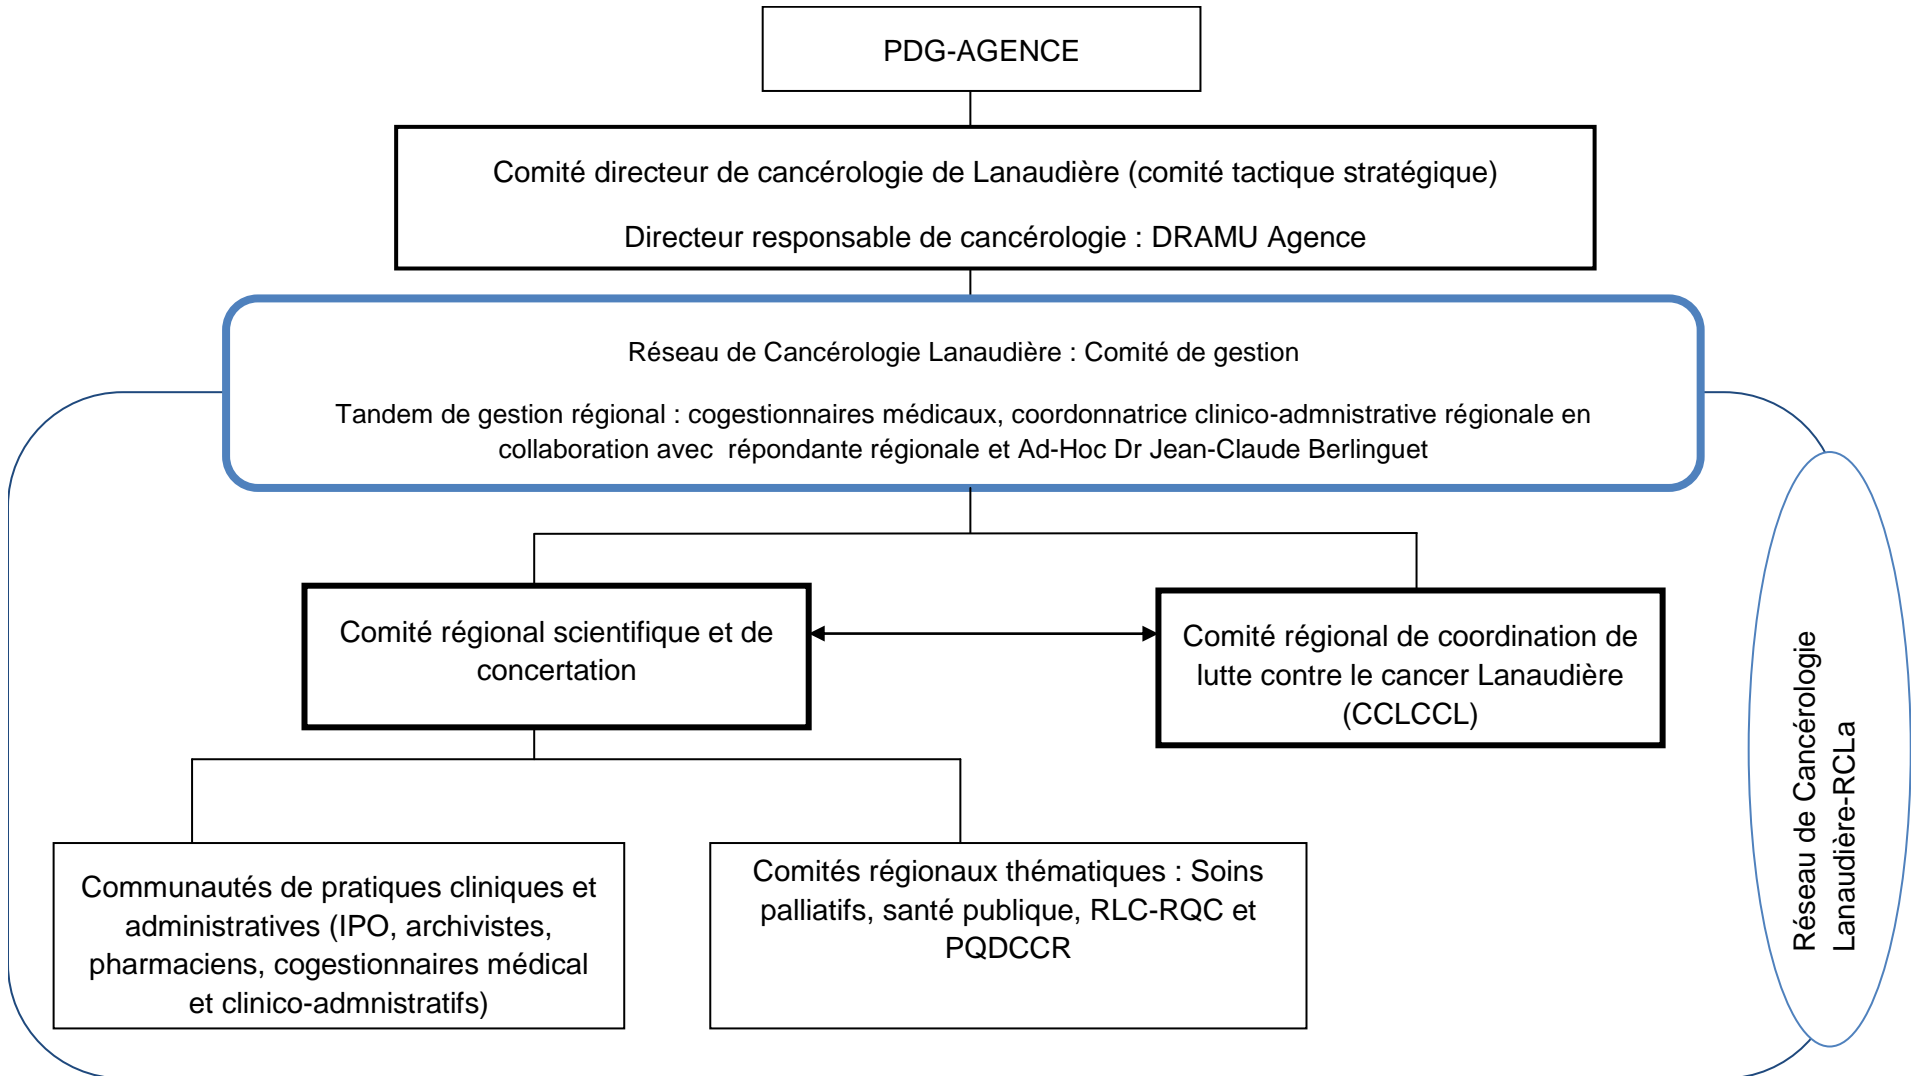 PDG-AGENCE
Comité directeur de cancérologie de Lanaudière (comité tactique stratégique)
Directeur responsable de cancérologie : DRAMU Agence
Réseau de Cancérologie Lanaudière : Comité de gestion
Tandem de gestion régional : cogestionnaires médicaux, coordonnatrice clinico-admnistrative régionale en
collaboration avec répondante régionale et Ad-Hoc Dr Jean-Claude Berlinguet
Comité régional scientifique et de
concertation
Comité régional de coordination de
lutte contre le cancer Lanaudière
(CCLCCL)
Communautés de pratiques cliniques et
administratives (IPO, archivistes,
pharmaciens, cogestionnaires médical
et clinico-admnistratifs)
Comités régionaux thématiques : Soins
palliatifs, santé publique, RLC-RQC et
PQDCCR
Réseau de Cancérologie
Lanaudière-RCLa